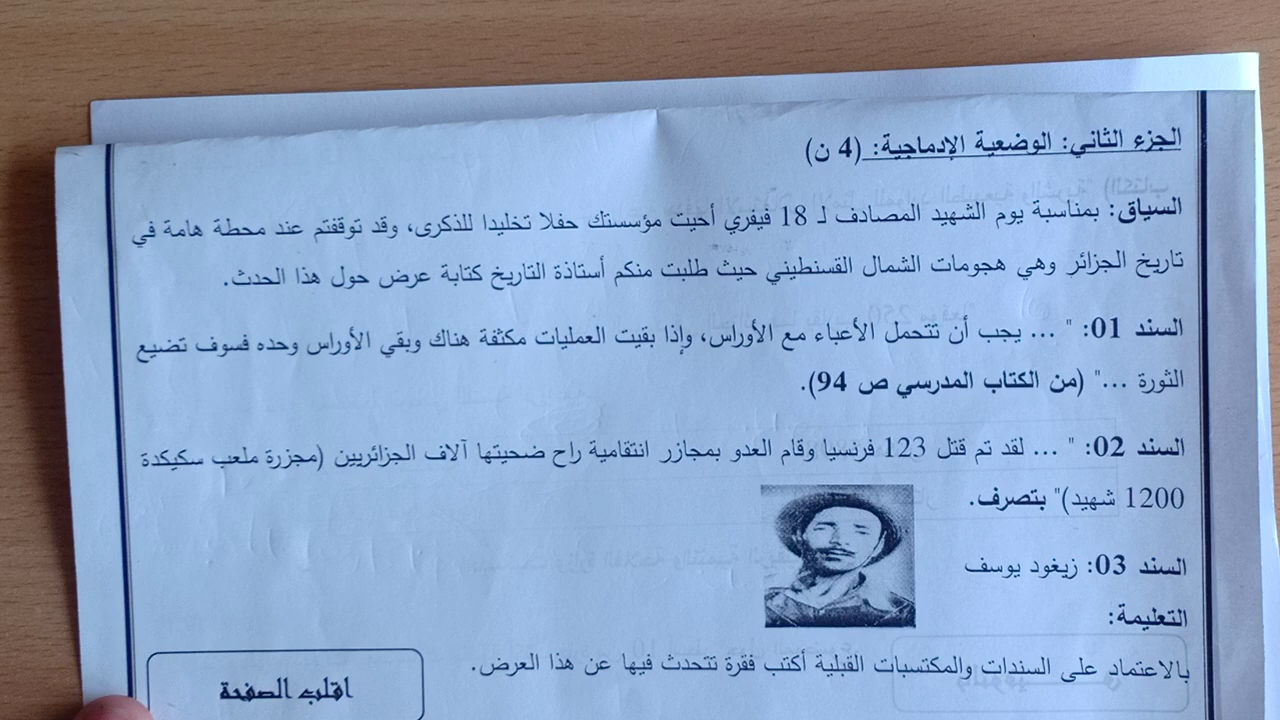 الجزء الثاني: الوضعية الإدماجية: (4 ن)
السياق: بمناسبة يوم الشهيد المصادف لـ 18 فيفري أحيت مؤسستك حفلا تخليدا للذكرى، وقد توقفتم عند محطة هامة في
تاريخ الجزائر وهي هجومات الشمال القسنطيني حيث طلبت منكم أستاذة التاريخ كتابة عرض حول هذا الحدث.
السند 01: " ... يجب أن تتحمل الأعباء مع الأوراس، وإذا بقيت العمليات مكثفة هناك وبقي الأوراس وحده فسوف تضيع
الثورة ..." (من الكتاب المدرسي ص 94).
السند 02: " ... لقد تم قتل 123 فرنسيا وقام العدو بمجازر انتقامية راح ضحيتها آلاف الجزائريين (مجزرة ملعب سكيكدة
1200 شهيد)" بتصرف.
السند 03: زيغود يوسف
التعليمة:
بالاعتماد على السندات والمكتسبات القبلية أكتب فقرة تتحدث فيها عن هذا العرض.
اقلب الصفحة